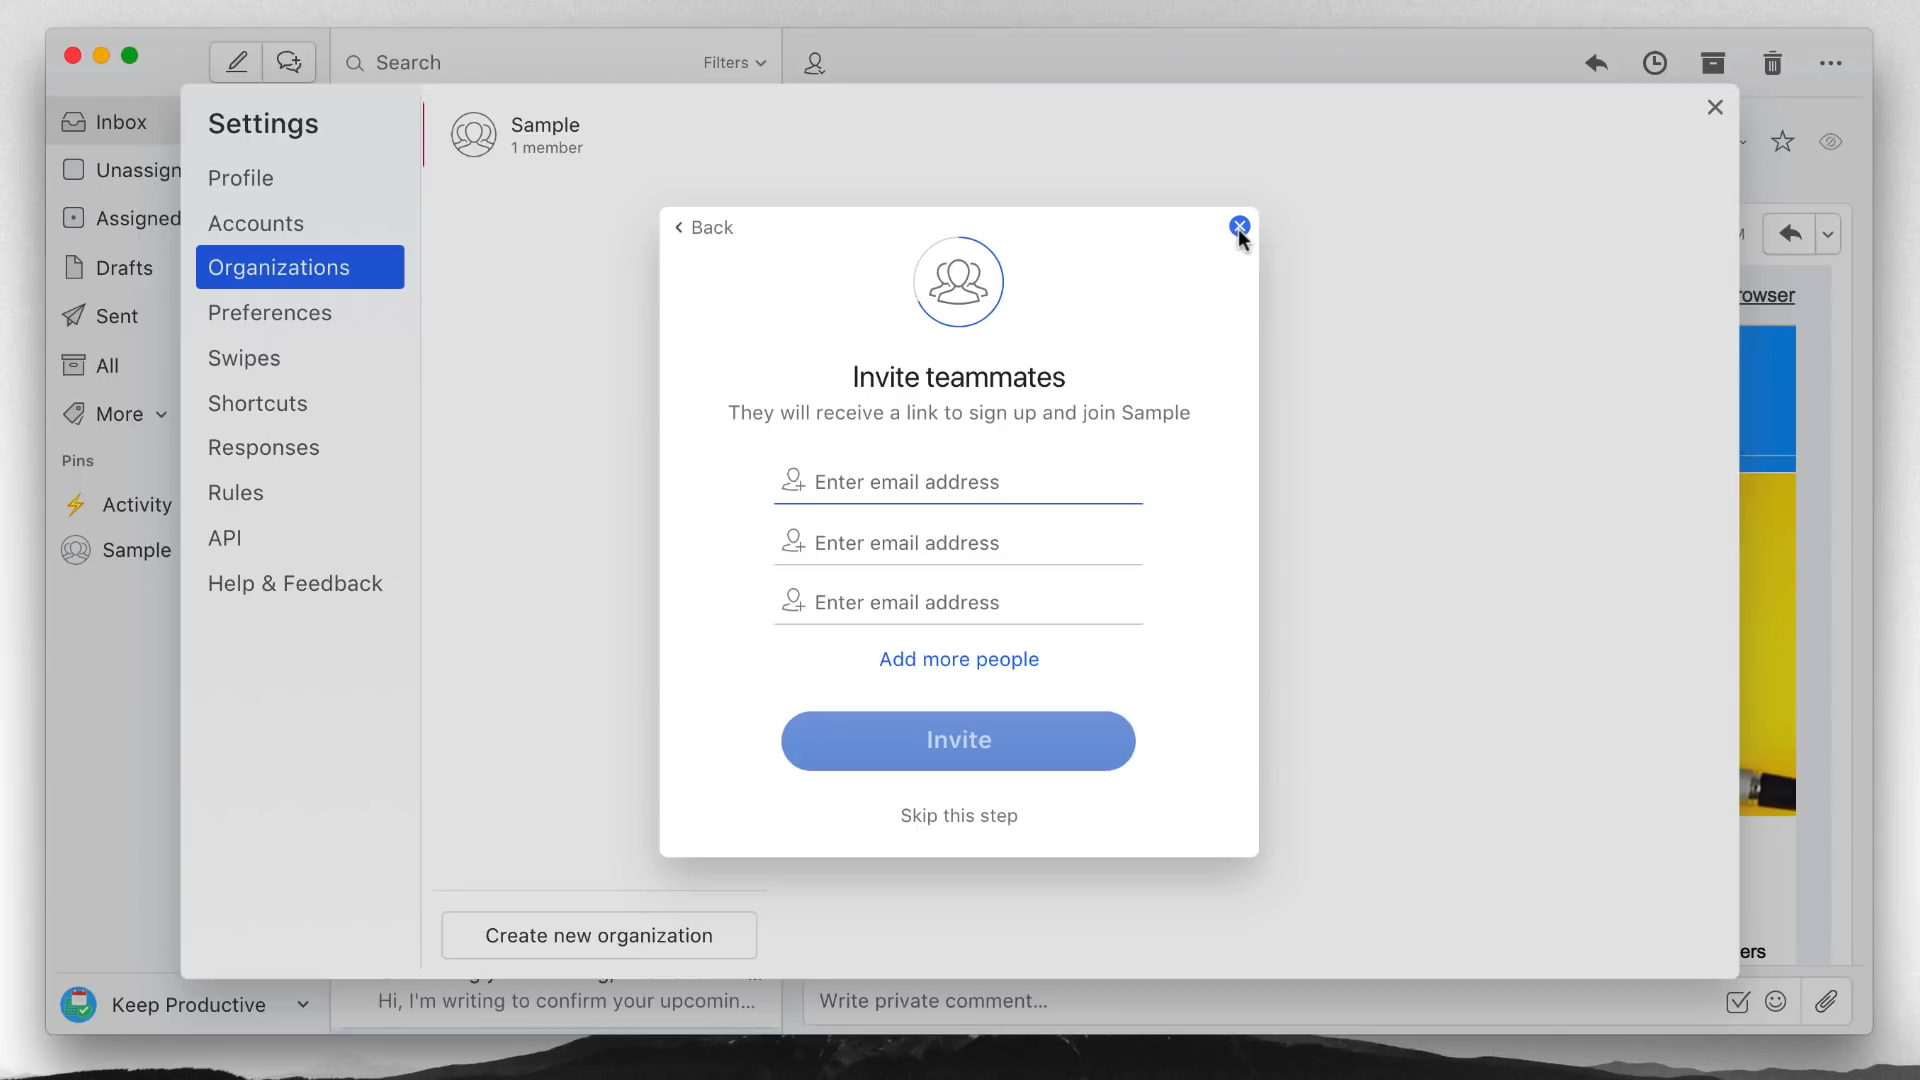 Search
Filters
Inbox
Unassign
Assigned
Drafts
Sent
All
More
Pins
Activity
Sample
Keep Productive
Settings
Profile
Accounts
Organizations
Preferences
Swipes
Shortcuts
Responses
Rules
API
Help & Feedback
Sample
1 member
Create new organization
Back
Invite teammates
They will receive a link to sign up and join Sample
Enter email address
Enter email address
Enter email address
Add more people
Invite
Skip this step
rowser
ers
Hi, I'm writing to confirm your upcomin...
Write private comment...